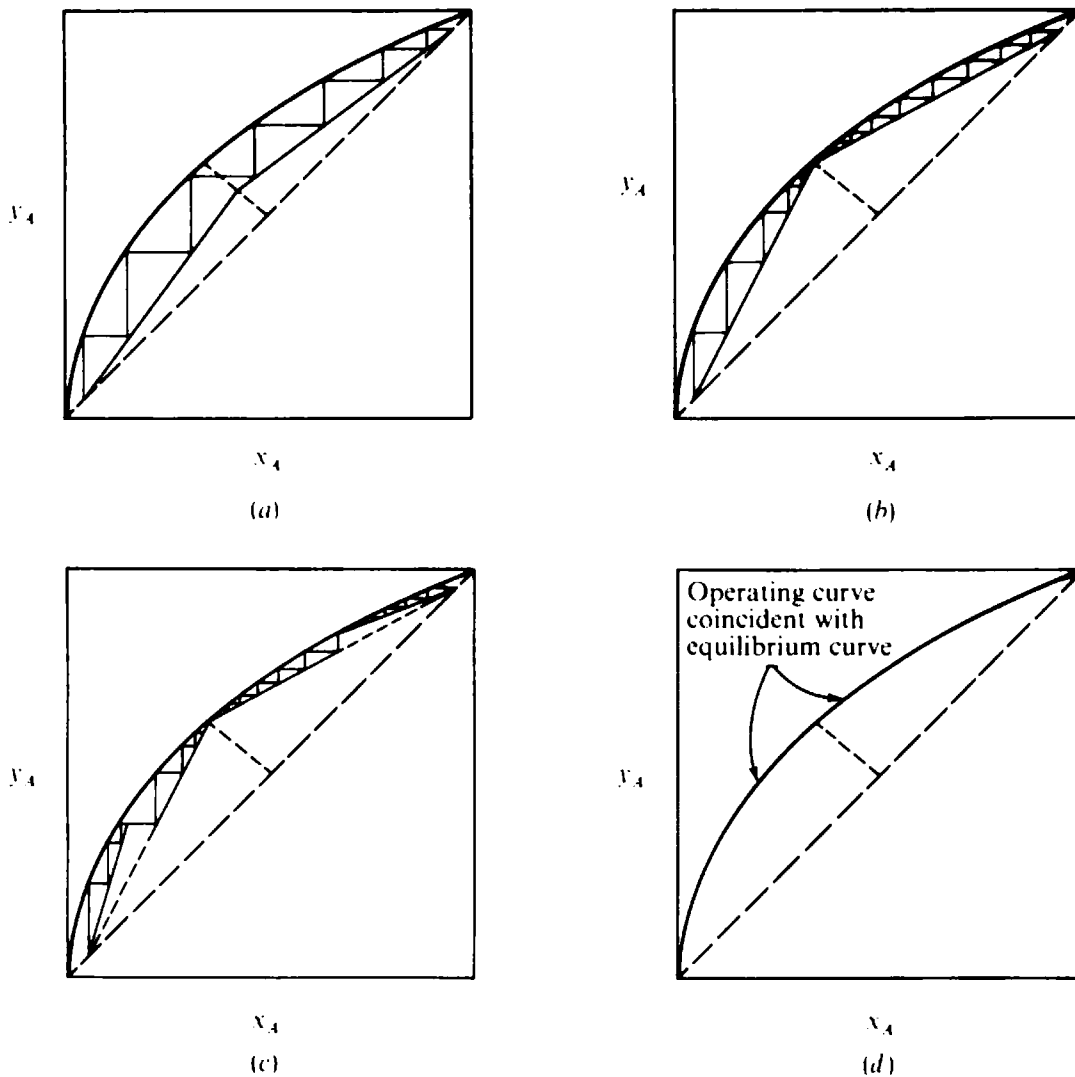 y_A
x_A
(a)
y_A
x_A
(b)
y_A
x_A
(c)
Operating curve
coincident with
equilibrium curve
y_A
x_A
(d)